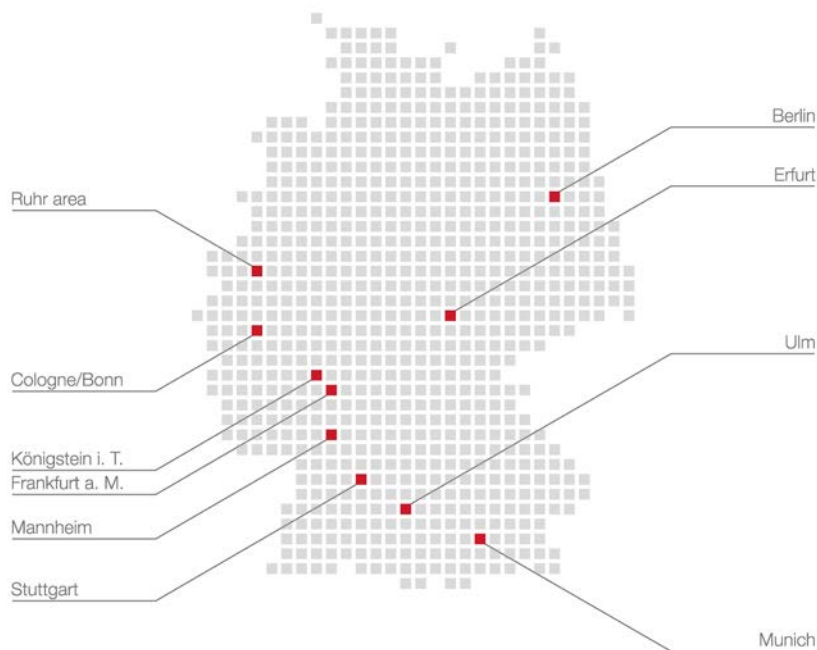 Berlin
Erfurt
Ruhr area
Ulm
Cologne/Bonn
Königstein i. T.
Frankfurt a. M.
Mannheim
Stuttgart
Munich